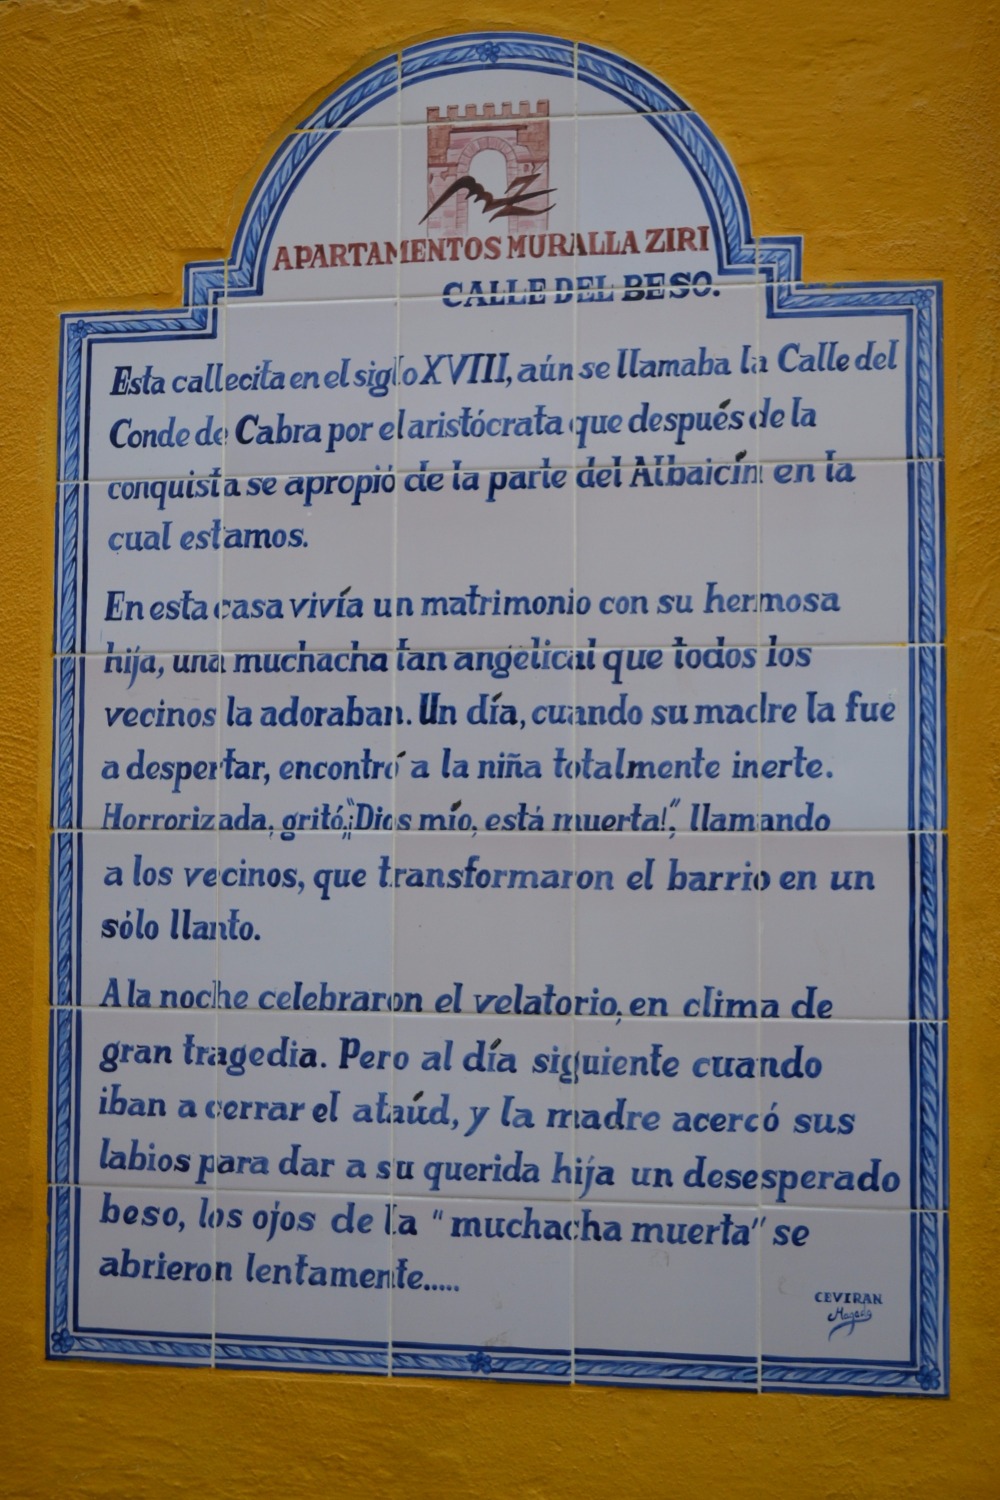 APARTAMENTOS MURALLA ZIRI
CALLE DEL BESO.
Esta callecita en el siglo XVIII, aún se llamaba la Calle del
Conde de Cabra por el aristócrata que después de la
conquista se apropió de la parte del Albaicín en la
cual estamos.
En esta casa vivía un matrimonio con su hermosa
hija, una muchacha tan angelical que todos los
vecinos la adoraban. Un día, cuando su madre la fue
a despertar, encontró a la niña totalmente inerte.
Horrorizada, gritó,"¡Dios mío, está muerta!", llamando
a los vecinos, que transformaron el barrio en un
sólo llanto.
A la noche celebraron el velatorio, en clima de
gran tragedia. Pero al día siguiente cuando
iban a cerrar el ataúd, y la madre acercó sus
labios para dar a su querida hija un desesperado
beso, los ojos de la "muchacha muerta" se
abrieron lentamente.....
CEVIRAN